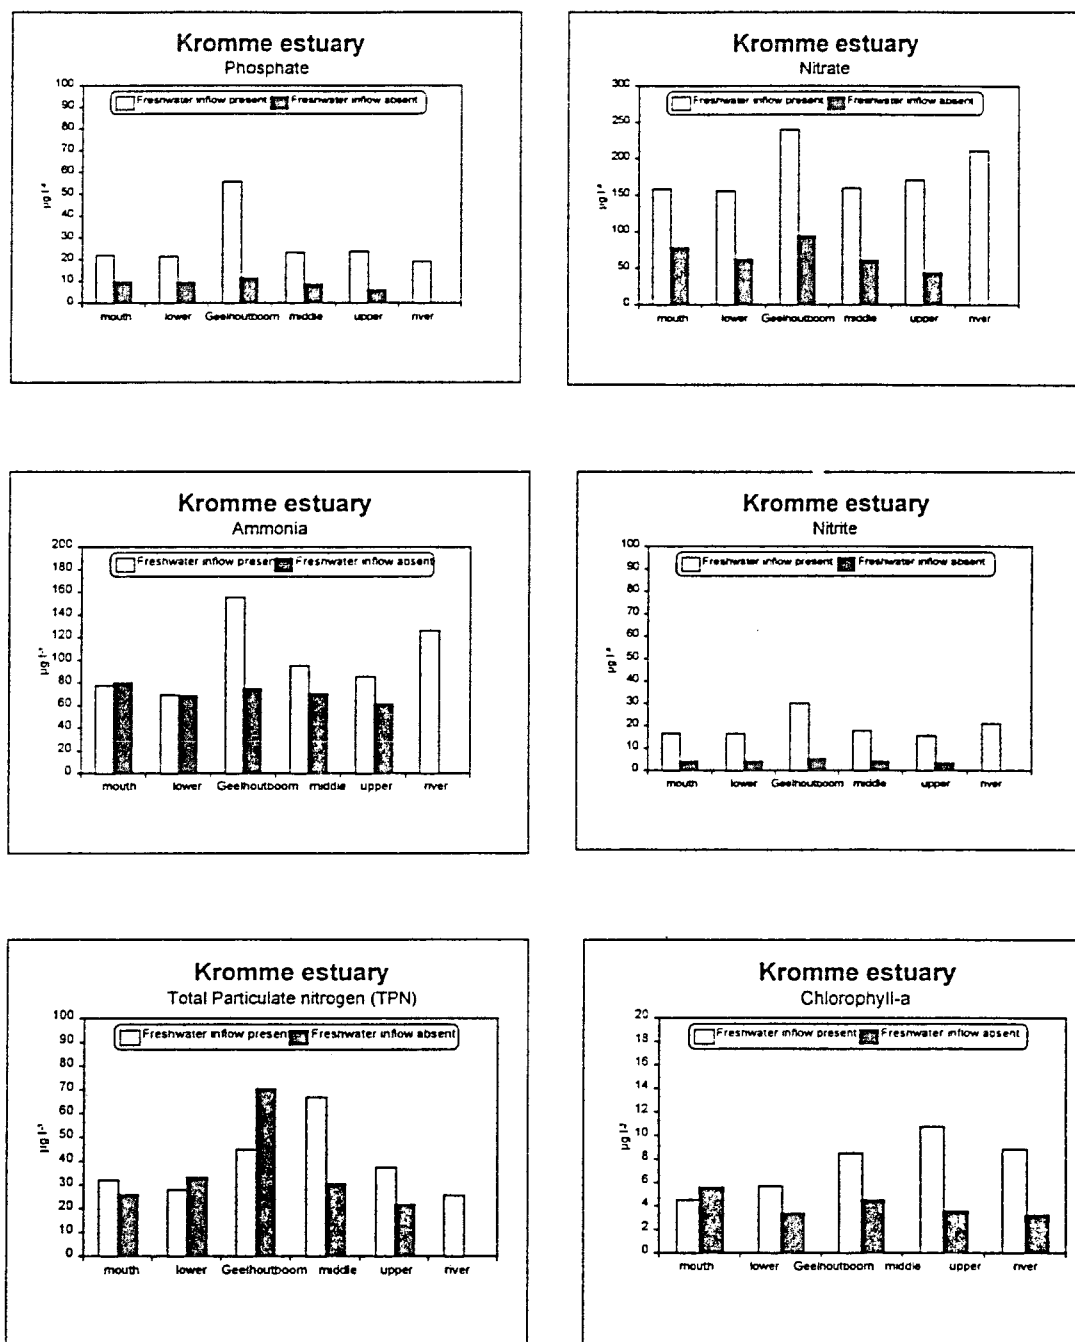 Kromme estuary
Phosphate
Freshwater inflow present Freshwater inflow absent
100
90
80
70
60
50
40
30
20
10
0
mouth lower Geelhoutboom middle upper river
Kromme estuary
Nitrate
Freshwater inflow present Freshwater inflow absent
300
250
200
150
100
50
0
mouth lower Geelhoutboom middle upper river
Kromme estuary
Ammonia
Freshwater inflow present Freshwater inflow absent
200
180
160
140
120
100
80
60
40
20
0
mouth lower Geelhoutboom middle upper river
Kromme estuary
Nitrite
Freshwater inflow present Freshwater inflow absent
100
90
80
70
60
50
40
30
20
10
0
mouth lower Geelhoutboom middle upper river
Kromme estuary
Total Particulate nitrogen (TPN)
Freshwater inflow present Freshwater inflow absent
100
90
80
70
60
50
40
30
20
10
0
mouth lower Geelhoutboom middle upper river
Kromme estuary
Chlorophyll-a
Freshwater inflow present Freshwater inflow absent
20
18
16
14
12
10
8
6
4
2
0
mouth lower Geelhoutboom middle upper river